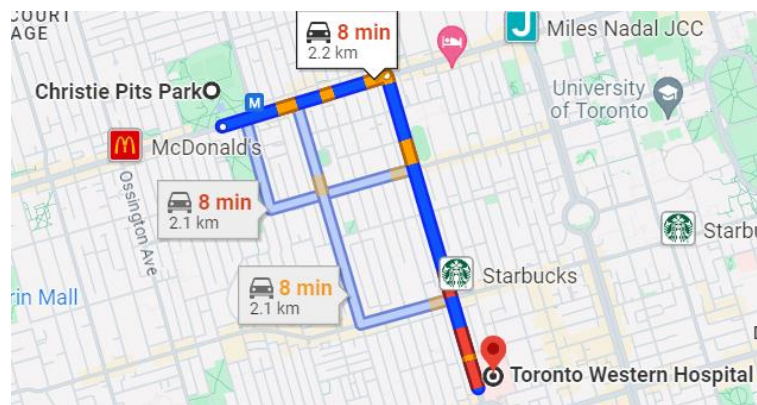 COURT
AGE
8 min
2.2 km
J
Miles Nadal JCC
Christie Pits Park
M
University
of Toronto
McDonald's
Ossington Ave
8 min
2.1 km
Starbu
8 min
2.1 km
Starbucks
rin Mall
D
Toronto Western Hospital